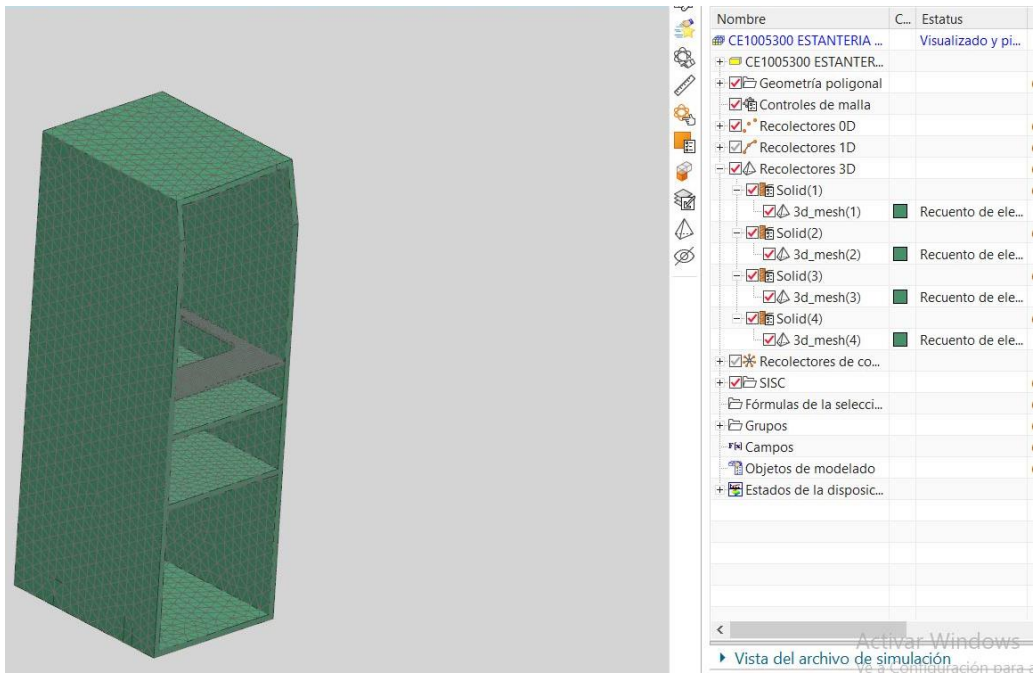 Nombre C... Estatus
CE1005300 ESTANTERIA ... Visualizado y pi...
CE1005300 ESTANTER...
Geometría poligonal
Controles de malla
Recolectores 0D
Recolectores 1D
Recolectores 3D
Solid(1)
3d_mesh(1) Recuento de ele...
Solid(2)
3d_mesh(2) Recuento de ele...
Solid(3)
3d_mesh(3) Recuento de ele...
Solid(4)
3d_mesh(4) Recuento de ele...
Recolectores de co...
SISC
Fórmulas de la selecci...
Grupos
Campos
Objetos de modelado
Estados de la disposic...
Activar Windows
Vista del archivo de simulación
Ve a Configuración para a